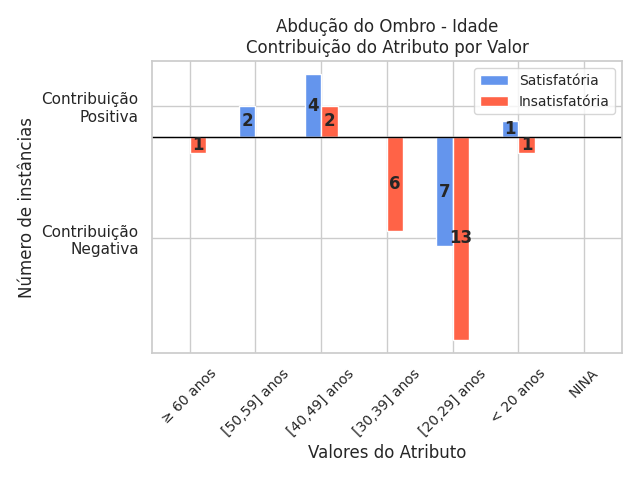 Abdução do Ombro - Idade
Contribuição do Atributo por Valor
Satisfatória
Insatisfatória
Contribuição
Positiva
Contribuição
Negativa
Número de instâncias
1
2
4
2
6
7
13
1
1
≥ 60 anos
[50,59] anos
[40,49] anos
[30,39] anos
[20,29] anos
< 20 anos
NINA
Valores do Atributo